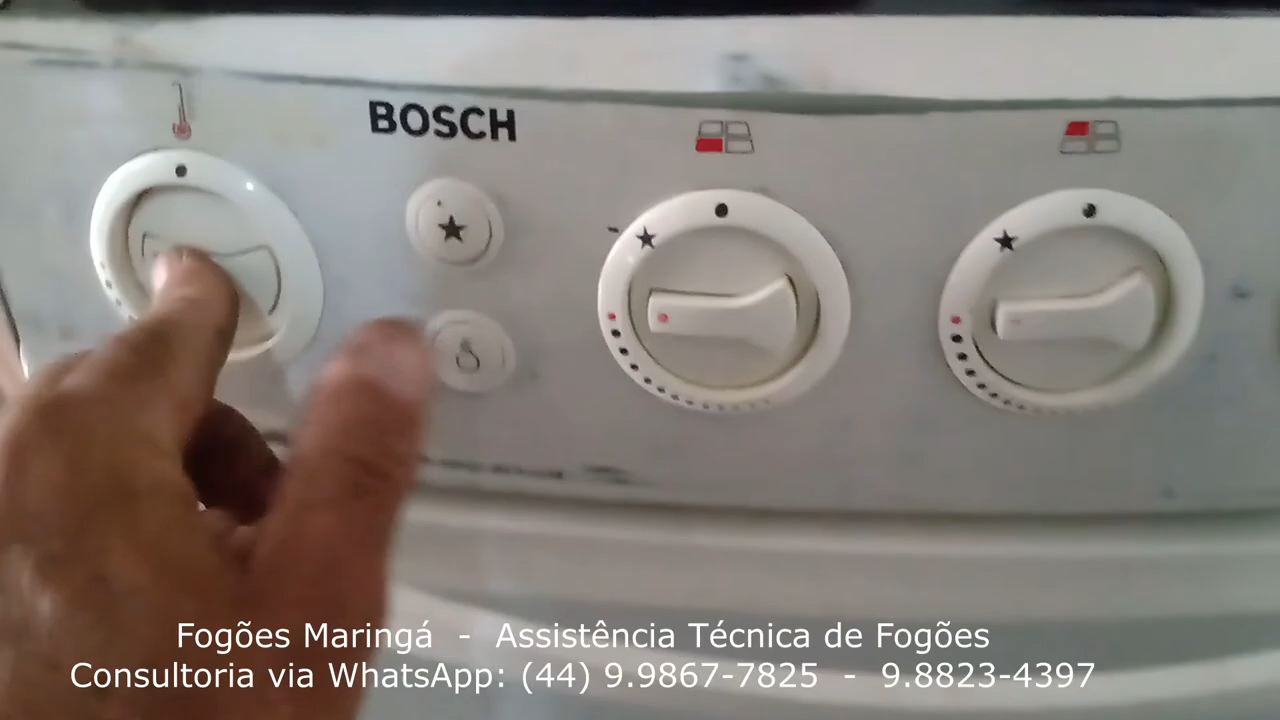 BOSCH
Fogões Maringá - Assistência Técnica de Fogões
Consultoria via WhatsApp: (44) 9.9867-7825 - 9.8823-4397